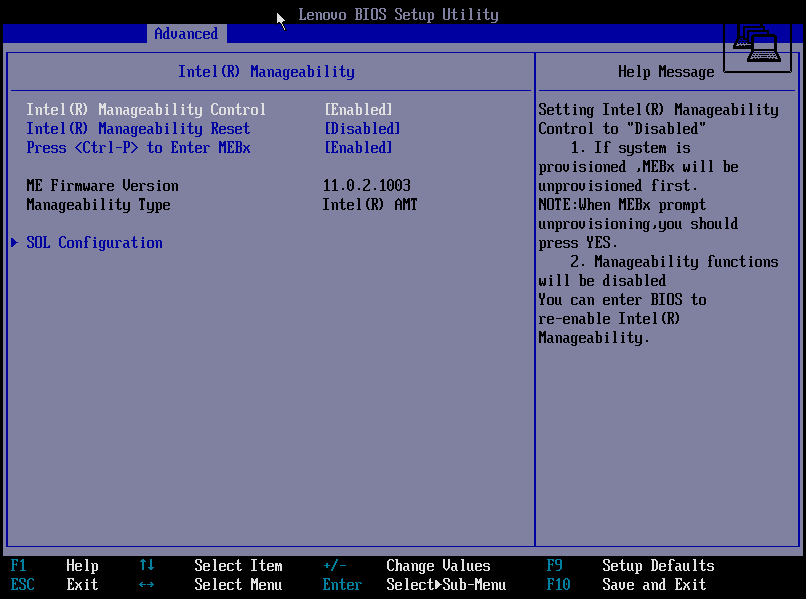 Lenovo BIOS Setup Utility
Advanced
Intel(R) Manageability
Intel(R) Manageability Control [Enabled]
Intel(R) Manageability Reset [Disabled]
Press <Ctrl-P> to Enter MEBx [Enabled]
ME Firmware Version 11.0.2.1003
Manageability Type Intel(R) AMT
SOL Configuration
Help Message
Setting Intel(R) Manageability
Control to "Disabled"
1. If system is
provisioned ,MEBx will be
unprovisioned first.
NOTE:When MEBx prompt
unprovisioning,you should
press YES.
2. Manageability functions
will be disabled
You can enter BIOS to
re-enable Intel(R)
Manageability.
F1 Help ↑↓ Select Item +/- Change Values F9 Setup Defaults
ESC Exit ↔ Select Menu Enter Select▶Sub-Menu F10 Save and Exit